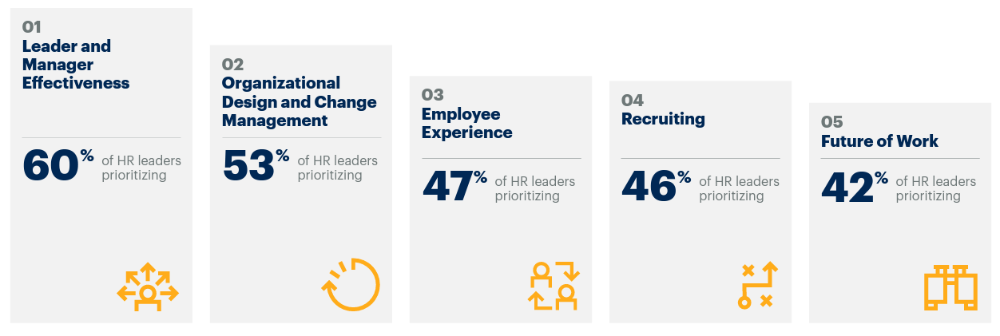 01
Leader and
Manager
Effectiveness
60% of HR leaders
prioritizing
02
Organizational
Design and Change
Management
53% of HR leaders
prioritizing
03
Employee
Experience
47% of HR leaders
prioritizing
04
Recruiting
46% of HR leaders
prioritizing
05
Future of Work
42% of HR leaders
prioritizing